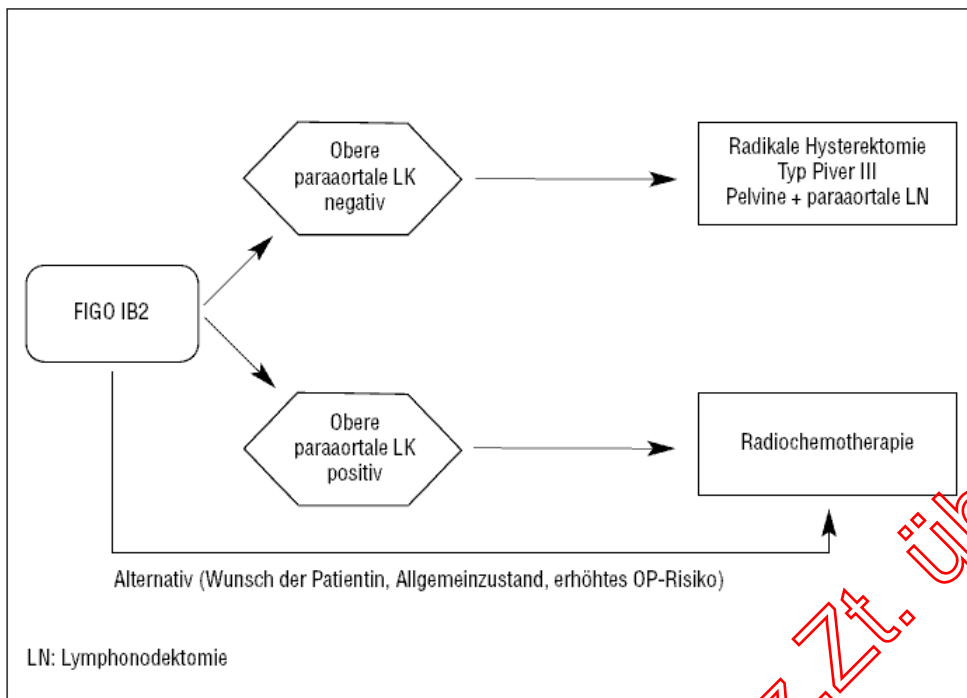 Obere
paraaortale LK
negativ
Radikale Hysterektomie
Typ Piver III
Pelvine + paraaortale LN
FIGO IB2
Obere
paraaortale LK
positiv
Radiochemotherapie
Alternativ (Wunsch der Patientin, Allgemeinzustand, erhöhtes OP-Risiko)
LN: Lymphonodektomie
z.Zt.